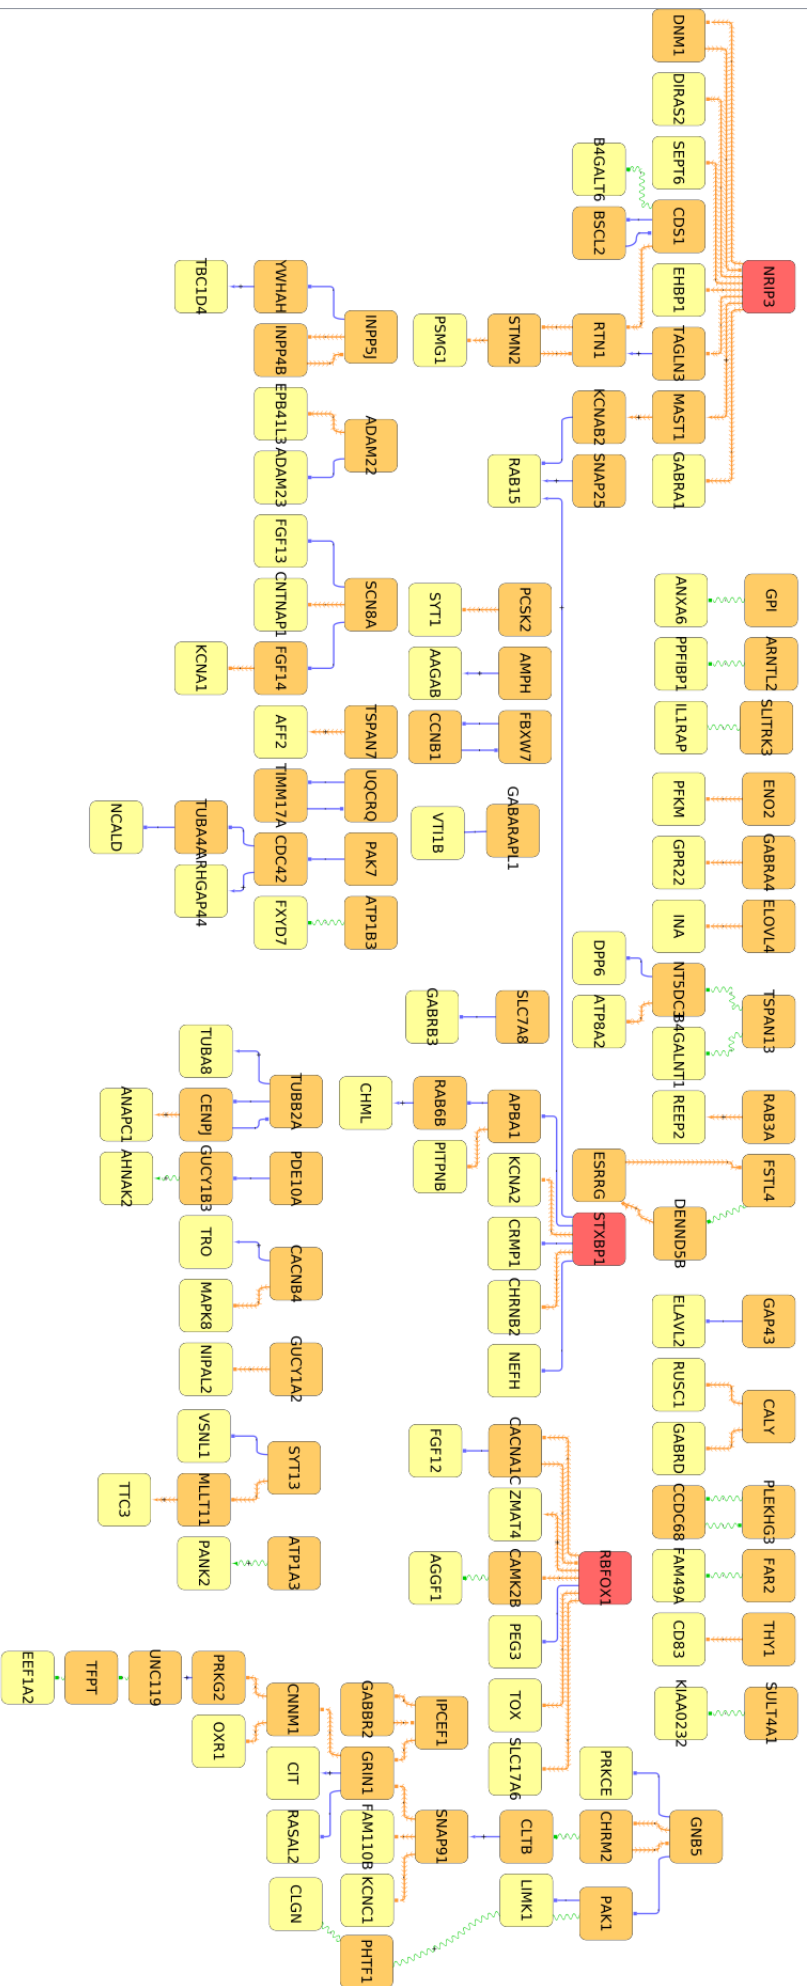 NRIP3
DNM1
DIRAS2
SEPT6
CDS1
EHBP1
TAGLN3
MAST1
GABRA1
B4GALT6
BSCL2
RTN1
KCNAB2
SNAP25
PSMG1
STMN2
RAB15
GPI
ARNTL2
SLITRK3
ENO2
GABRA4
ELOVL4
TSPAN13
RAB3A
FSTL4
ANXA6
PPFIBP1
IL1RAP
PFKM
GPR22
INA
NT5DC3
B4GALNT1
REEP2
DENND5B
DPP6
ATP8A2
ESRRG
STXBP1
GAP43
CALY
PLEKHG3
FAR2
THY1
SULT4A1
ELAVL2
RUSC1
GABRD
CCDC68
FAM49A
CD83
KIAA0232
INPP5J
ADAM22
SCN8A
TSPAN7
UQCRQ
PAK7
ATP1B3
YWHAH
INPP4B
EPB41L3
ADAM23
FGF13
CNTNAP1
FGF14
AFF2
TIMM17A
CDC42
FXYD7
TBC1D4
KCNA1
TUBA4A
ARHGAP44
NCALD
PCSK2
AMPH
FBXW7
GABARAPL1
SYT1
AAGAB
CCNB1
VTI1B
SLC7A8
GABRB3
APBA1
KCNA2
CRMP1
CHRNB2
NEFH
RAB6B
PITPNB
CHML
TUBB2A
PDE10A
CACNB4
GUCY1A2
SYT13
ATP1A3
TUBA8
CENPJ
GUCY1B3
TRO
MAPK8
NIPAL2
VSNL1
MLLT11
PANK2
ANAPC1
AHNAK2
TTC3
RBFOX1
CACNA1C
ZMAT4
CAMK2B
PEG3
TOX
SLC17A6
FGF12
AGGF1
GNB5
PRKCE
CHRM2
PAK1
CLTB
LIMK1
IPCEF1
SNAP91
GABBR2
GRIN1
FAM110B
KCNC1
PHTF1
CNNM1
CIT
RASAL2
CLGN
PRKG2
OXR1
UNC119
TFPT
EEF1A2